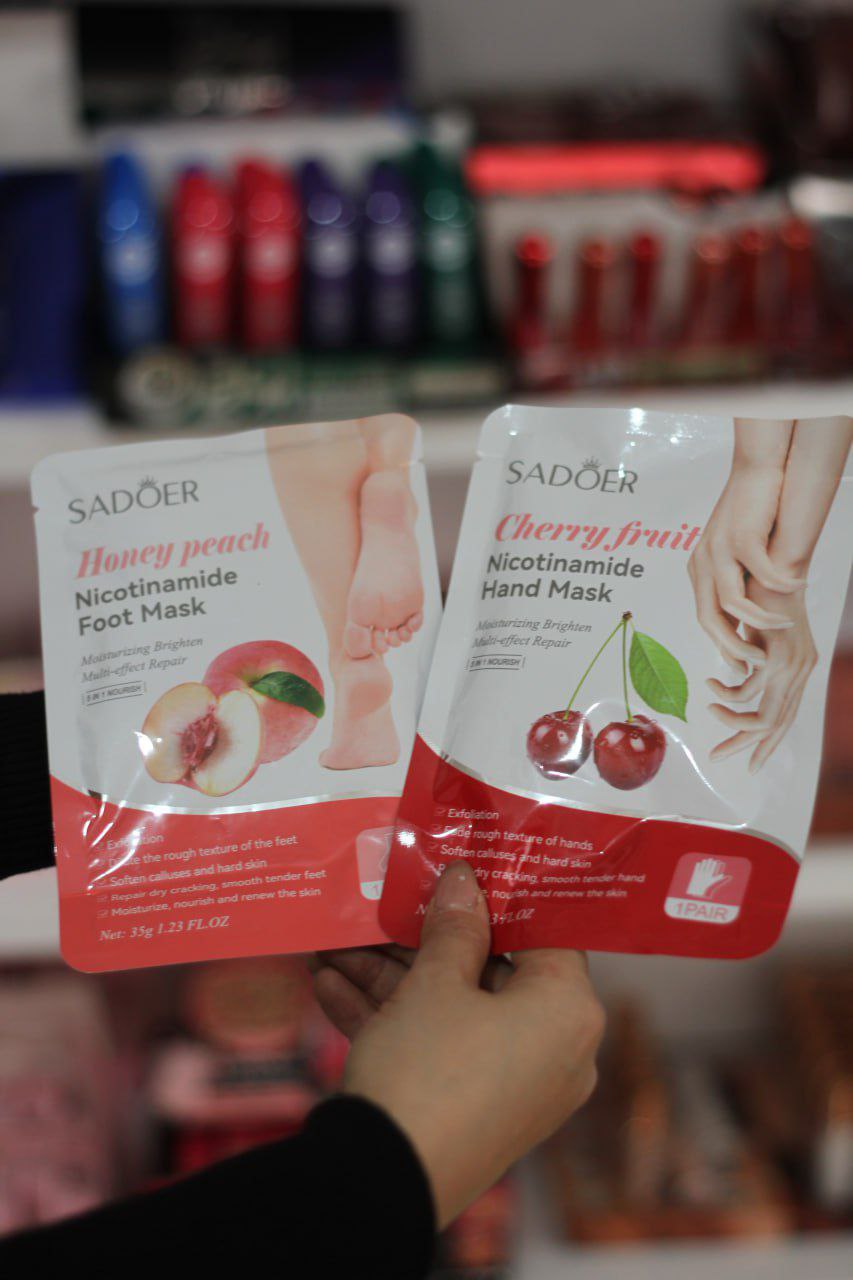 SADOER
Honey peach
Nicotinamide
Foot Mask
Moisturizing Brighten
Multi-effect Repair
5 IN 1 NOURISH
Exfoliation
the rough texture of the feet
Soften calluses and hard skin
Repair dry cracking, smooth tender feet
Moisturize, nourish and renew the skin
Net: 35g 1.23 FL.OZ
1
SADOER
Cherry fruit
Nicotinamide
Hand Mask
Moisturizing Brighten
Multi-effect Repair
5 IN 1 NOURISH
Exfoliation
rough texture of hands
Soften calluses and hard skin
dry cracking, smooth tender hand
nourish and renew the skin
FL.OZ
1PAIR